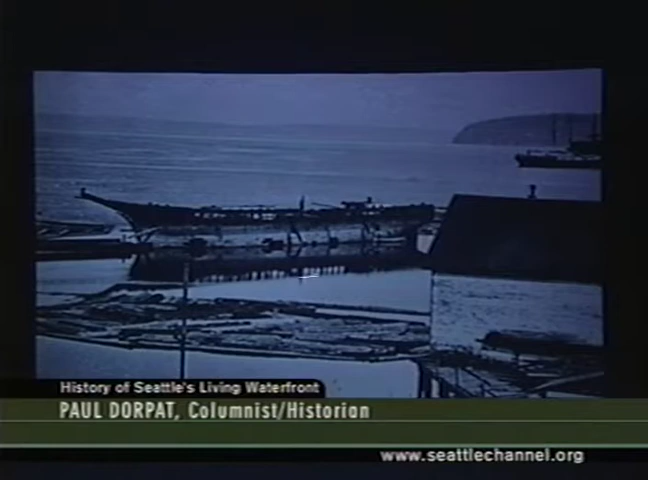 History of Seattle's Living Waterfront
PAUL DORPAT, Columnist/Historian
www.seattlechannel.org